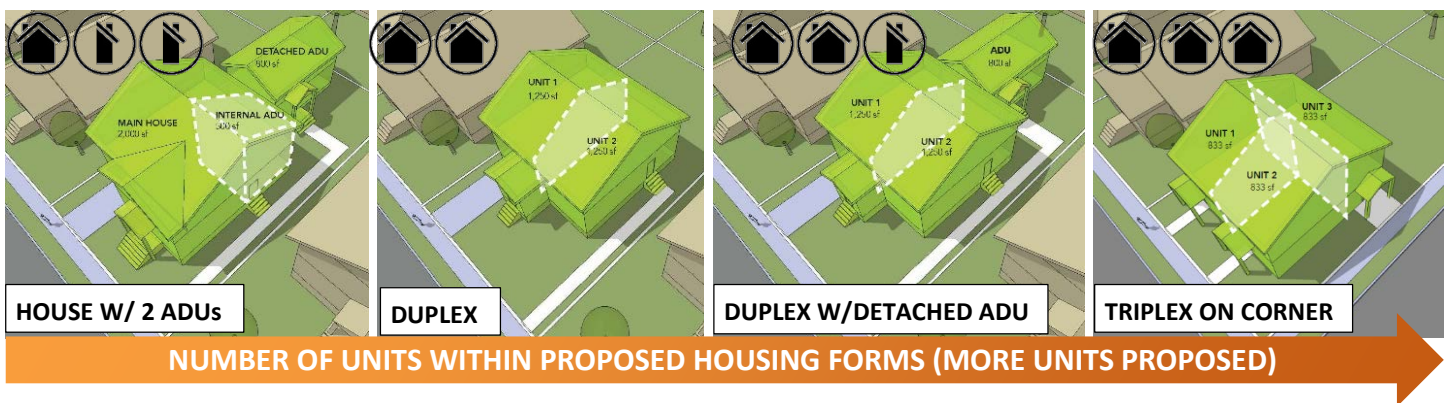 DETACHED ADU
800 sf
MAIN HOUSE
2,000 sf
INTERNAL ADU
500 sf
HOUSE W/ 2 ADUs
UNIT 1
1,250 sf
UNIT 2
1,250 sf
DUPLEX
ADU
800 sf
UNIT 1
1,250 sf
UNIT 2
1,250 sf
DUPLEX W/DETACHED ADU
UNIT 3
833 sf
UNIT 1
833 sf
UNIT 2
833 sf
TRIPLEX ON CORNER
NUMBER OF UNITS WITHIN PROPOSED HOUSING FORMS (MORE UNITS PROPOSED)